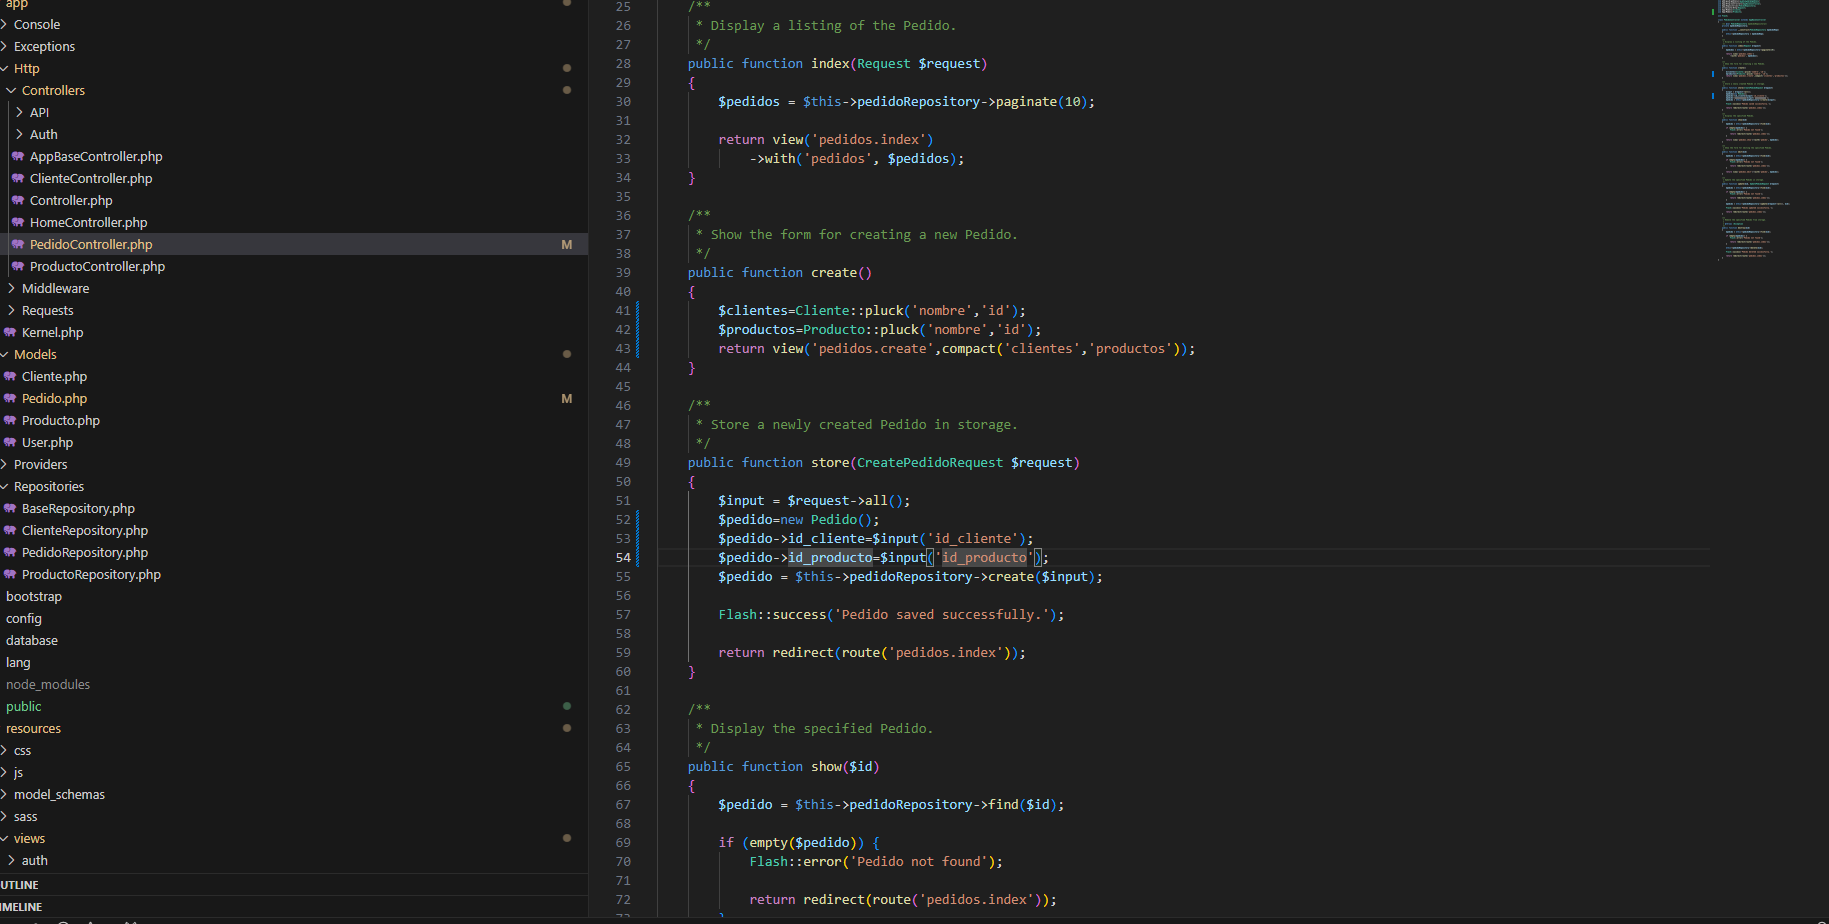 app
Console
Exceptions
Http
Controllers
API
Auth
AppBaseController.php
ClienteController.php
Controller.php
HomeController.php
PedidoController.php M
ProductoController.php
Middleware
Requests
Kernel.php
Models
Cliente.php
Pedido.php M
Producto.php
User.php
Providers
Repositories
BaseRepository.php
ClienteRepository.php
PedidoRepository.php
ProductoRepository.php
bootstrap
config
database
lang
node_modules
public
resources
css
js
model_schemas
sass
views
auth
UTLINE
IMELINE
25 /**
26 * Display a listing of the Pedido.
27 */
28 public function index(Request $request)
29 {
30 $pedidos = $this->pedidoRepository->paginate(10);
31
32 return view('pedidos.index')
33 ->with('pedidos', $pedidos);
34 }
35
36 /**
37 * Show the form for creating a new Pedido.
38 */
39 public function create()
40 {
41 $clientes=Cliente::pluck('nombre','id');
42 $productos=Producto::pluck('nombre','id');
43 return view('pedidos.create',compact('clientes','productos'));
44 }
45
46 /**
47 * Store a newly created Pedido in storage.
48 */
49 public function store(CreatePedidoRequest $request)
50 {
51 $input = $request->all();
52 $pedido=new Pedido();
53 $pedido->id_cliente=$input('id_cliente');
54 $pedido->id_producto=$input('id_producto');
55 $pedido = $this->pedidoRepository->create($input);
56
57 Flash::success('Pedido saved successfully.');
58
59 return redirect(route('pedidos.index'));
60 }
61
62 /**
63 * Display the specified Pedido.
64 */
65 public function show($id)
66 {
67 $pedido = $this->pedidoRepository->find($id);
68
69 if (empty($pedido)) {
70 Flash::error('Pedido not found');
71
72 return redirect(route('pedidos.index'));
73 }